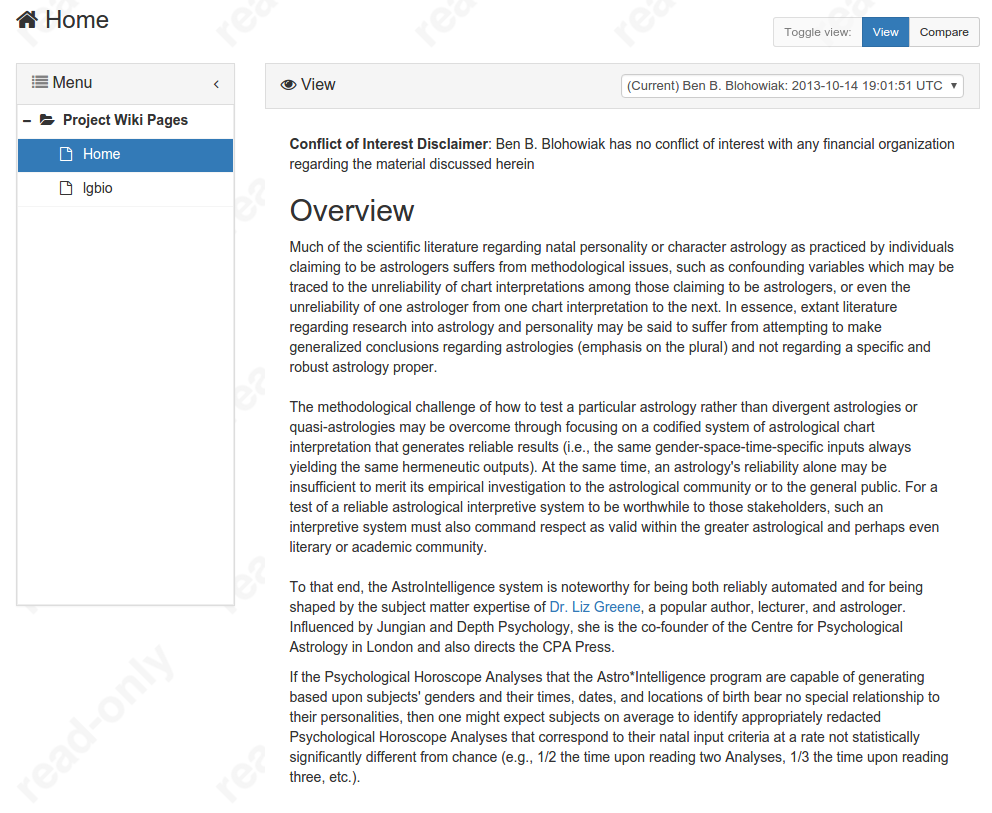 Home
Toggle view: View Compare
Menu
View
(Current) Ben B. Blohowiak: 2013-10-14 19:01:51 UTC
Project Wiki Pages
Home
lgbio
Conflict of Interest Disclaimer: Ben B. Blohowiak has no conflict of interest with any financial organization
regarding the material discussed herein
Overview
Much of the scientific literature regarding natal personality or character astrology as practiced by individuals
claiming to be astrologers suffers from methodological issues, such as confounding variables which may be
traced to the unreliability of chart interpretations among those claiming to be astrologers, or even the
unreliability of one astrologer from one chart interpretation to the next. In essence, extant literature
regarding research into astrology and personality may be said to suffer from attempting to make
generalized conclusions regarding astrologies (emphasis on the plural) and not regarding a specific and
robust astrology proper.
The methodological challenge of how to test a particular astrology rather than divergent astrologies or
quasi-astrologies may be overcome through focusing on a codified system of astrological chart
interpretation that generates reliable results (i.e., the same gender-space-time-specific inputs always
yielding the same hermeneutic outputs). At the same time, an astrology's reliability alone may be
insufficient to merit its empirical investigation to the astrological community or to the general public. For a
test of a reliable astrological interpretive system to be worthwhile to those stakeholders, such an
interpretive system must also command respect as valid within the greater astrological and perhaps even
literary or academic community.
To that end, the AstroIntelligence system is noteworthy for being both reliably automated and for being
shaped by the subject matter expertise of Dr. Liz Greene, a popular author, lecturer, and astrologer.
Influenced by Jungian and Depth Psychology, she is the co-founder of the Centre for Psychological
Astrology in London and also directs the CPA Press.
If the Psychological Horoscope Analyses that the Astro*Intelligence program are capable of generating
based upon subjects' genders and their times, dates, and locations of birth bear no special relationship to
their personalities, then one might expect subjects on average to identify appropriately redacted
Psychological Horoscope Analyses that correspond to their natal input criteria at a rate not statistically
significantly different from chance (e.g., 1/2 the time upon reading two Analyses, 1/3 the time upon reading
three, etc.).
read-only